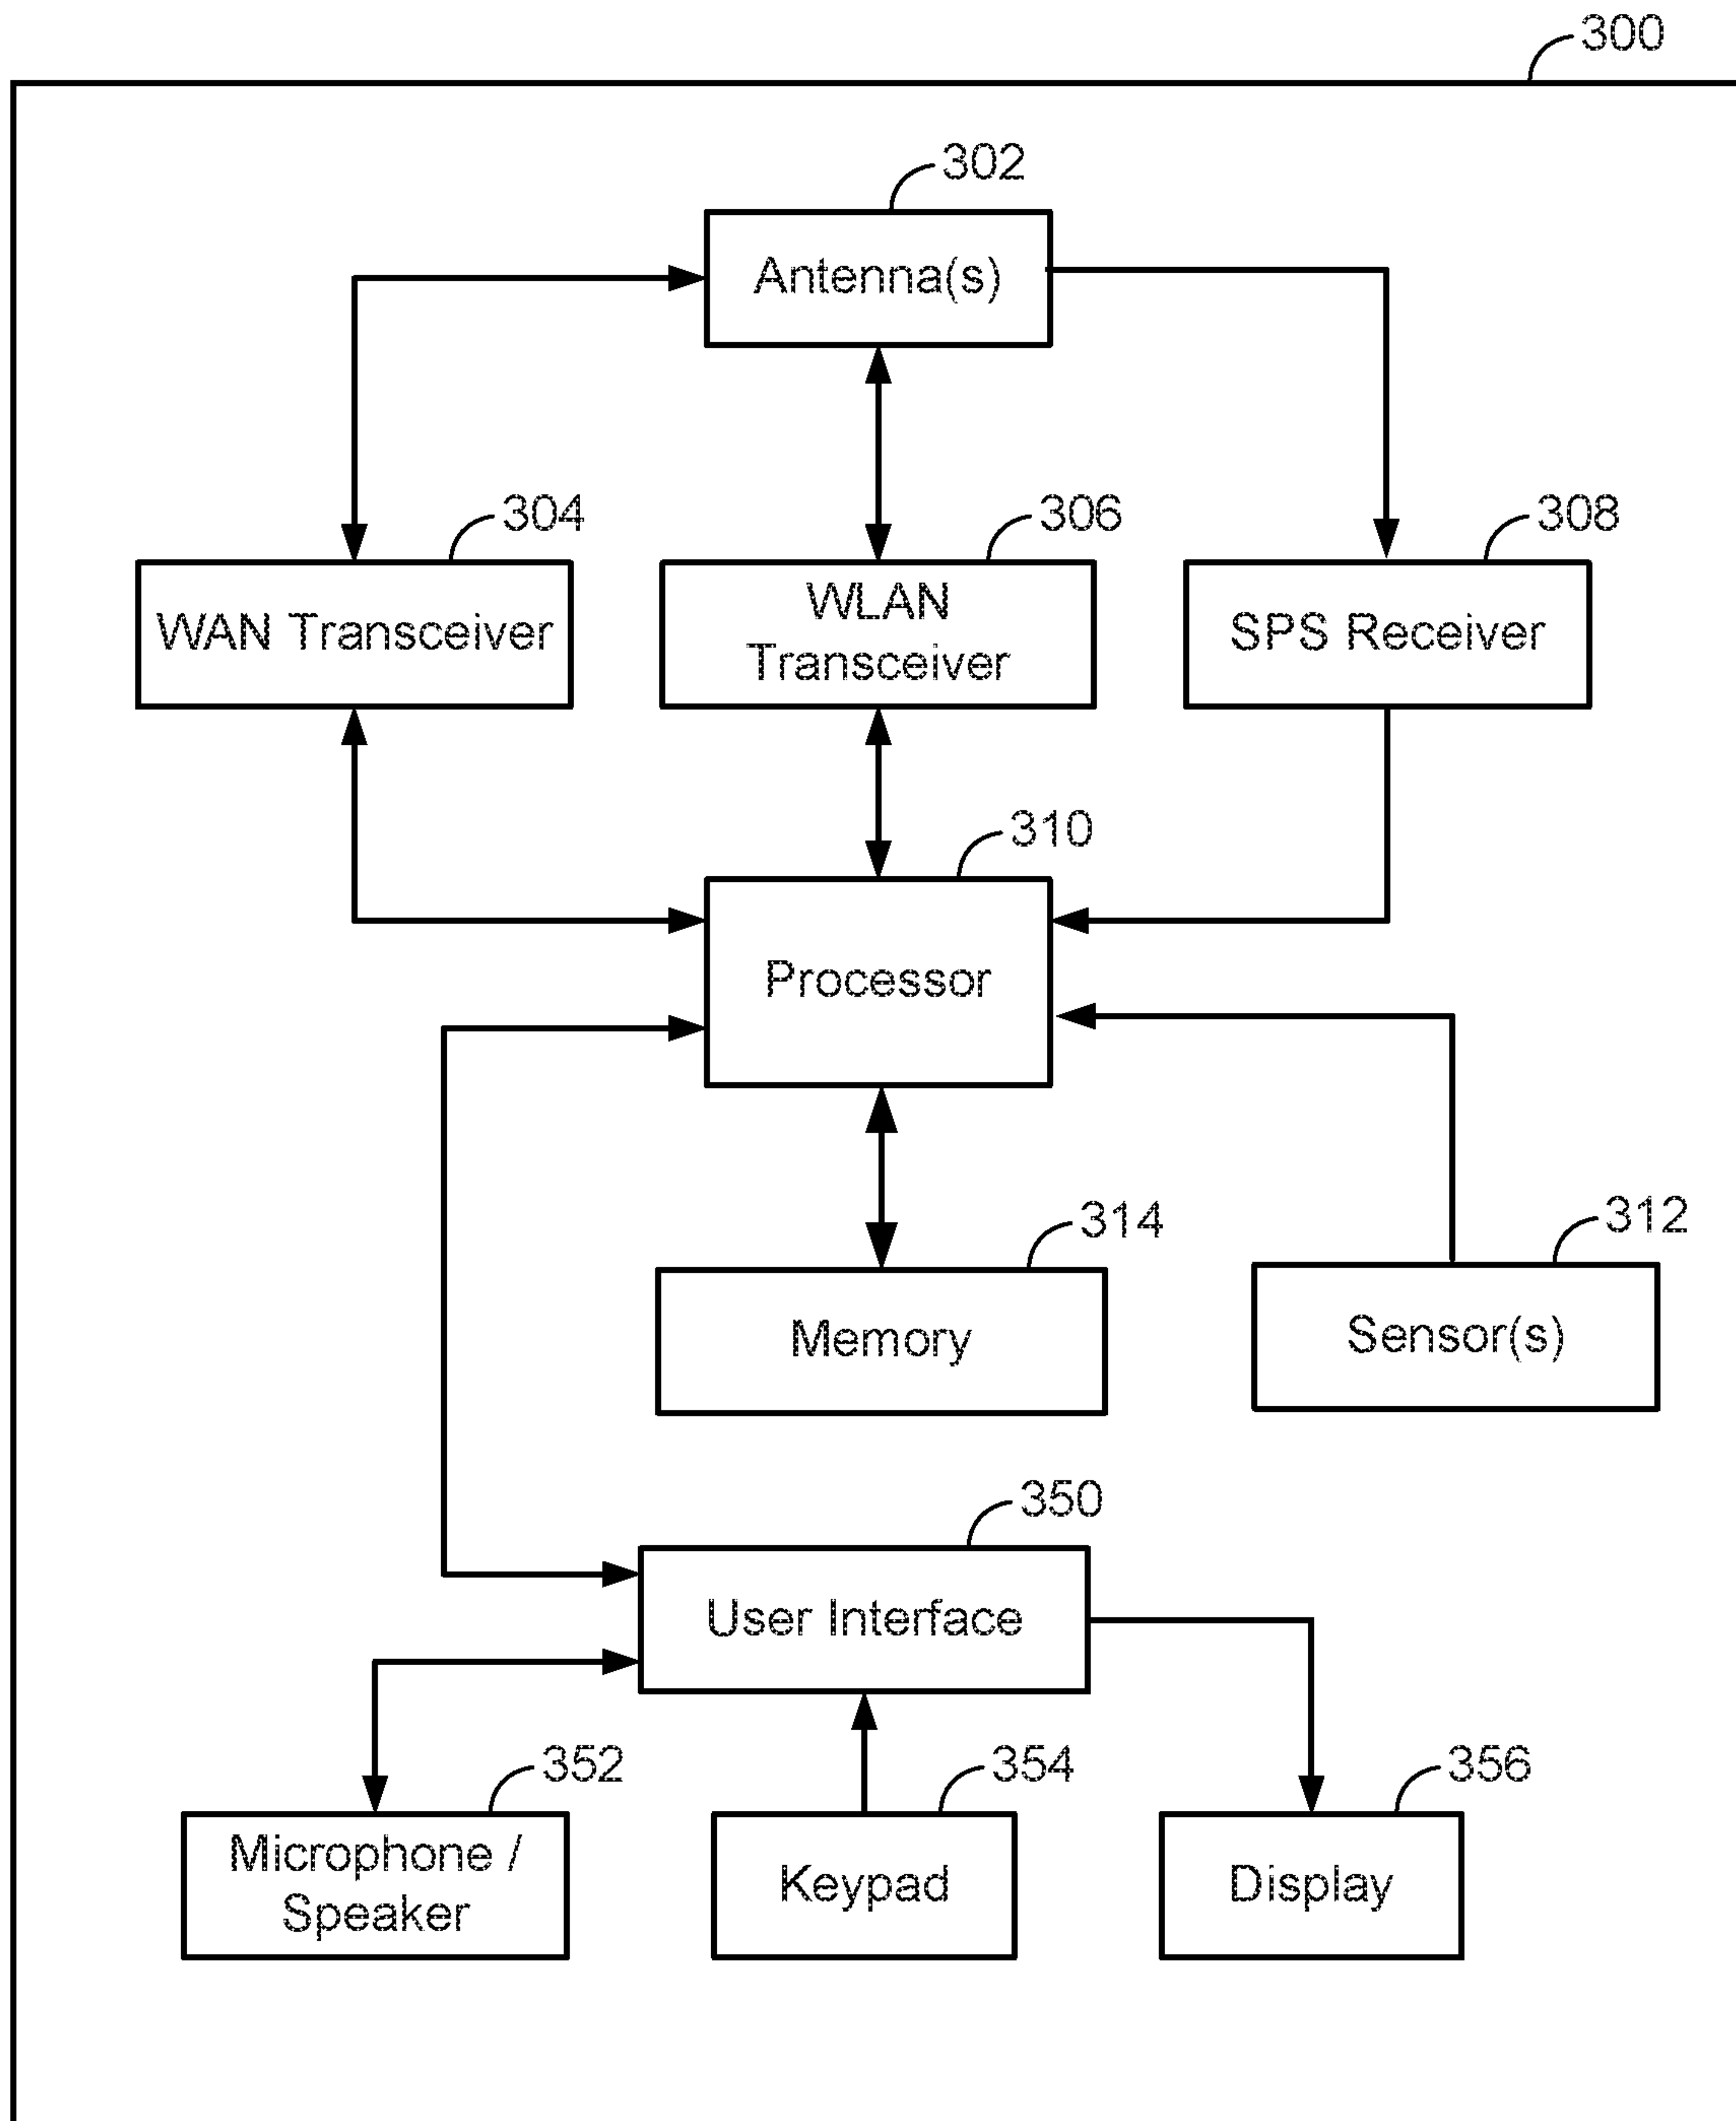 300
302
Antenna(s)
304
306
308
WAN Transceiver
WLAN
Transceiver
SPS Receiver
310
Processor
314
312
Memory
Sensor(s)
350
User Interface
352
354
356
Microphone /
Speaker
Keypad
Display